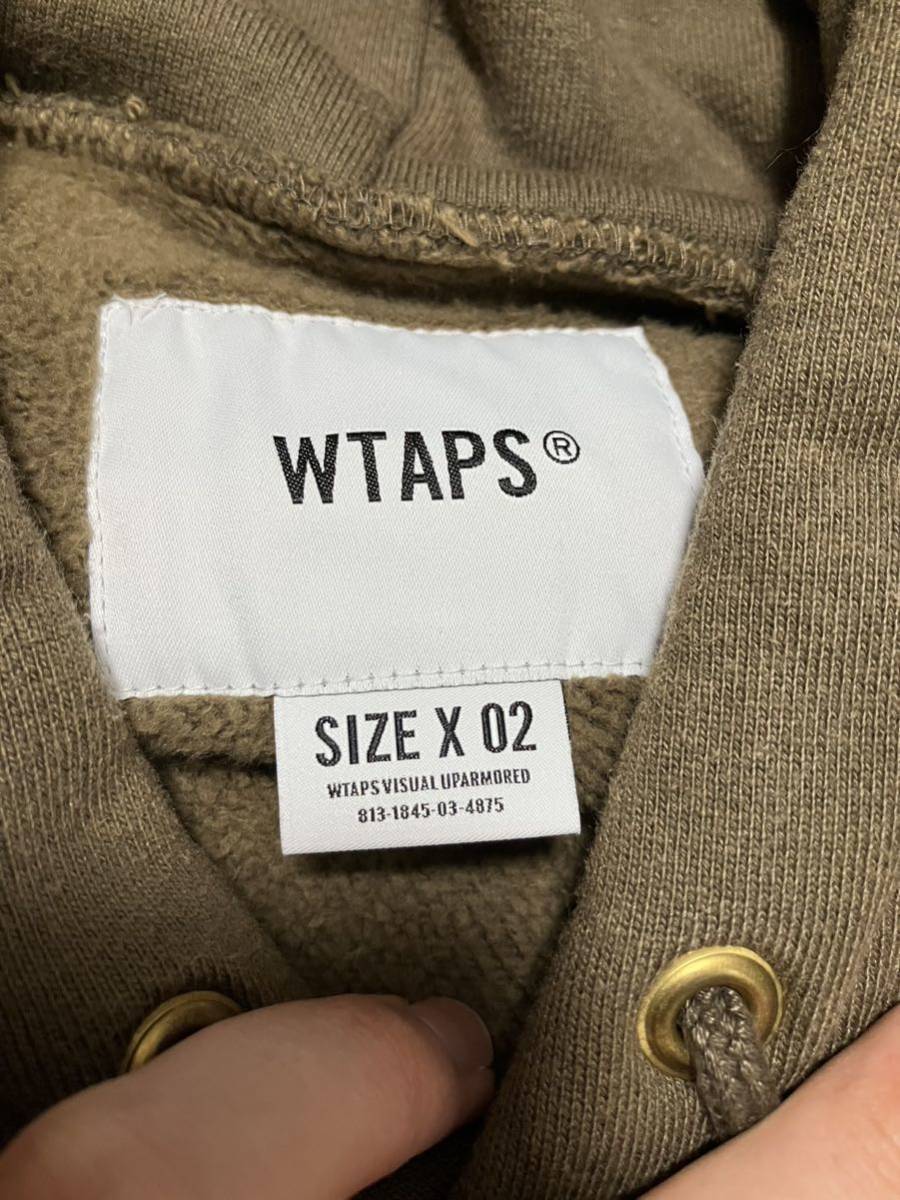 WTAPS®
SIZE X 02
WTAPS VISUAL UPARMORED
813-1845-03-4875